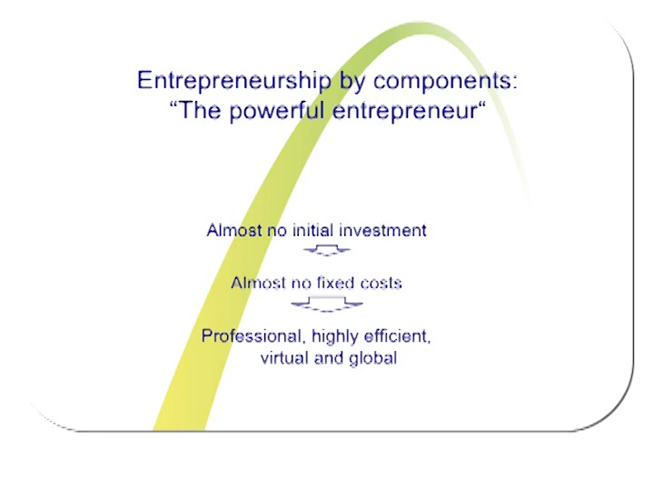 Entrepreneurship by components:
“The powerful entrepreneur“
Almost no initial investment
Almost no fixed costs
Professional, highly efficient,
virtual and global